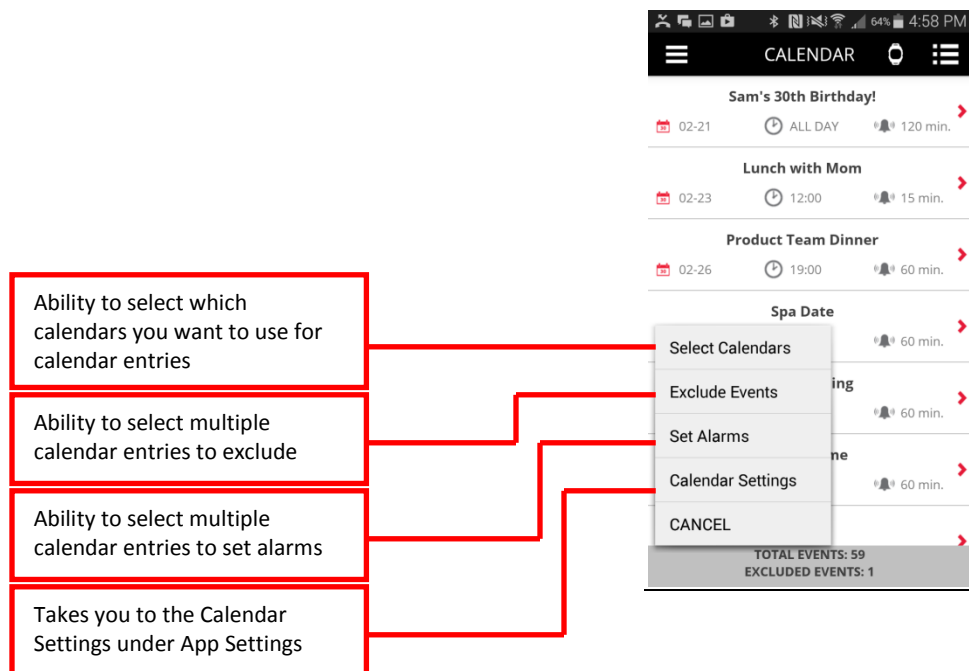 64% 4:58 PM
CALENDAR
Sam's 30th Birthday!
02-21 ALL DAY 120 min.
Lunch with Mom
02-23 12:00 15 min.
Product Team Dinner
02-26 19:00 60 min.
Spa Date
60 min.
ing
60 min.
me
60 min.
Select Calendars
Exclude Events
Set Alarms
Calendar Settings
CANCEL
TOTAL EVENTS: 59
EXCLUDED EVENTS: 1
Ability to select which
calendars you want to use for
calendar entries
Ability to select multiple
calendar entries to exclude
Ability to select multiple
calendar entries to set alarms
Takes you to the Calendar
Settings under App Settings